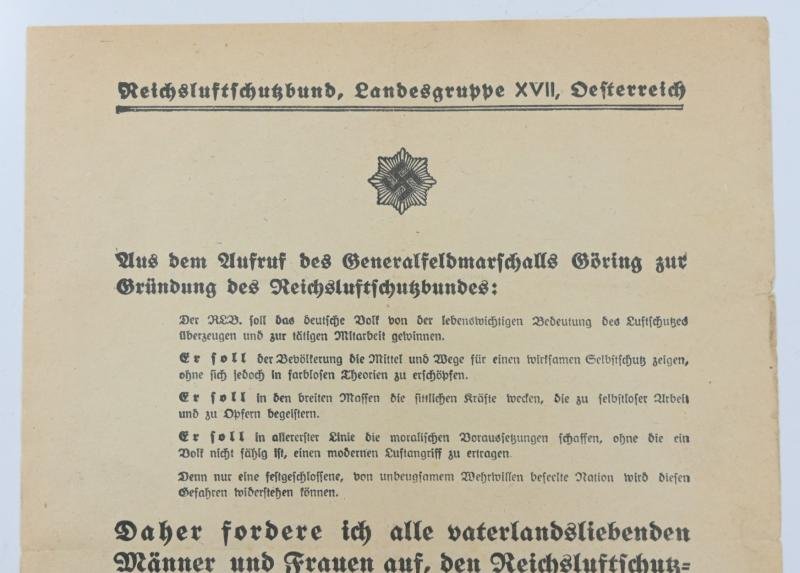 Reichsluftschutzbund, Landesgruppe XVII, Oesterreich
Aus dem Aufruf des Generalfeldmarschalls Göring zur
Gründung des Reichsluftschutzbundes:
Der RLB. soll das deutsche Volk von der lebenswichtigen Bedeutung des Luftschutzes
überzeugen und zur tätigen Mitarbeit gewinnen.
Er soll der Bevölkerung die Mittel und Wege für einen wirksamen Selbstschutz zeigen,
ohne sich jedoch in farblosen Theorien zu erschöpfen.
Er soll in den breiten Massen die sittlichen Kräfte wecken, die zu selbstloser Arbeit
und zu Opfern begeistern.
Er soll in allererster Linie die moralischen Voraussetzungen schaffen, ohne die ein
Volk nicht fähig ist, einen modernen Luftangriff zu ertragen.
Denn nur eine festgeschlossene, von unbeugsamem Wehrwillen beseelte Nation wird diesen
Gefahren widerstehen können.
Daher fordere ich alle vaterlandsliebenden
Männer und Frauen auf, den Reichsluftschutz-